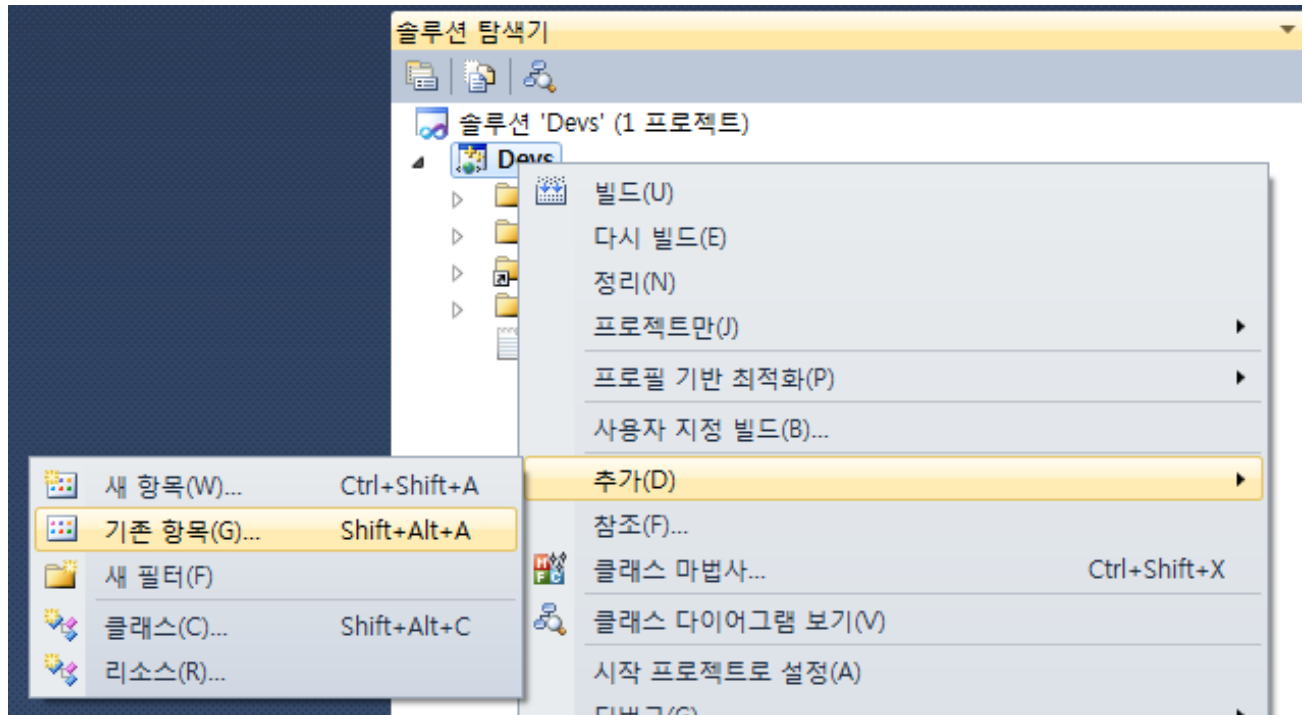 솔루션 탐색기
솔루션 'Devs' (1 프로젝트)
Devs
빌드(U)
다시 빌드(E)
정리(N)
프로젝트만(J)
프로필 기반 최적화(P)
사용자 지정 빌드(B)...
추가(D)
참조(F)...
클래스 마법사... Ctrl+Shift+X
클래스 다이어그램 보기(V)
시작 프로젝트로 설정(A)
디버그(G)
새 항목(W)... Ctrl+Shift+A
기존 항목(G)... Shift+Alt+A
새 필터(F)
클래스(C)... Shift+Alt+C
리소스(R)...